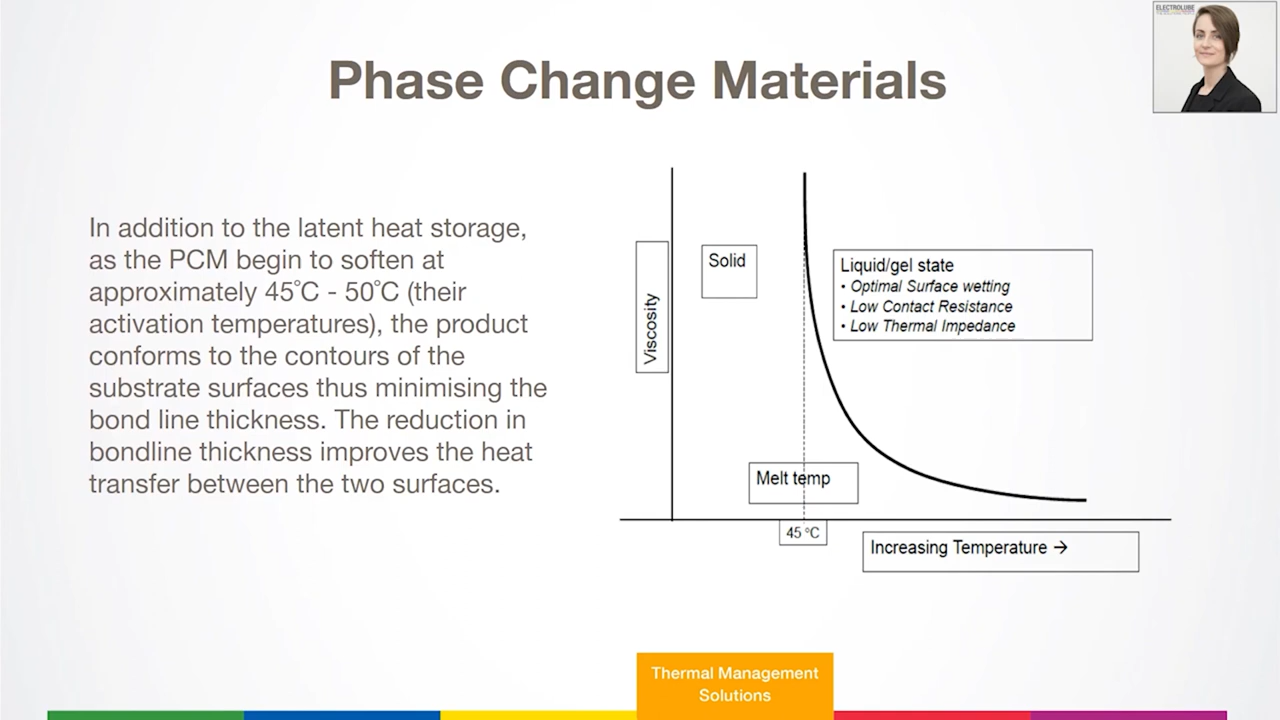 ELECTROLUBE
Phase Change Materials
In addition to the latent heat storage,
as the PCM begin to soften at
approximately 45°C - 50°C (their
activation temperatures), the product
conforms to the contours of the
substrate surfaces thus minimising the
bond line thickness. The reduction in
bondline thickness improves the heat
transfer between the two surfaces.
Viscosity
Solid
Liquid/gel state
• Optimal Surface wetting
• Low Contact Resistance
• Low Thermal Impedance
Melt temp
45 °C
Increasing Temperature →
Thermal Management
Solutions